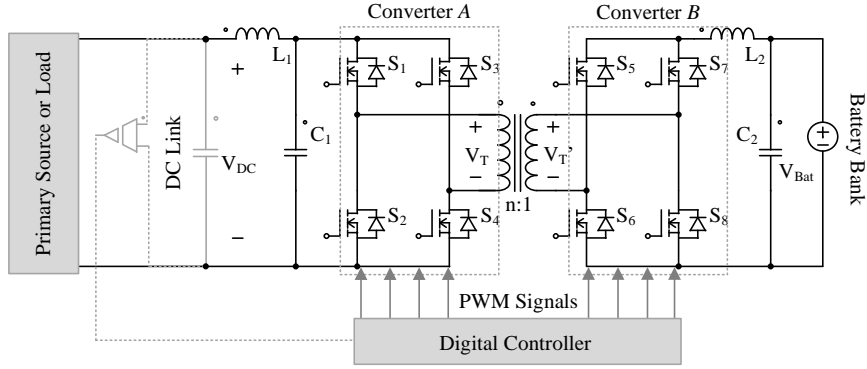 Converter A
Converter B
Primary Source or Load
DC Link
+
V_DC
−
L₁
C₁
S₁
S₃
S₂
S₄
+
V_T
−
n:1
+
V_T'
−
S₅
S₇
S₆
S₈
L₂
C₂
+
−
V_Bat
Battery Bank
PWM Signals
Digital Controller